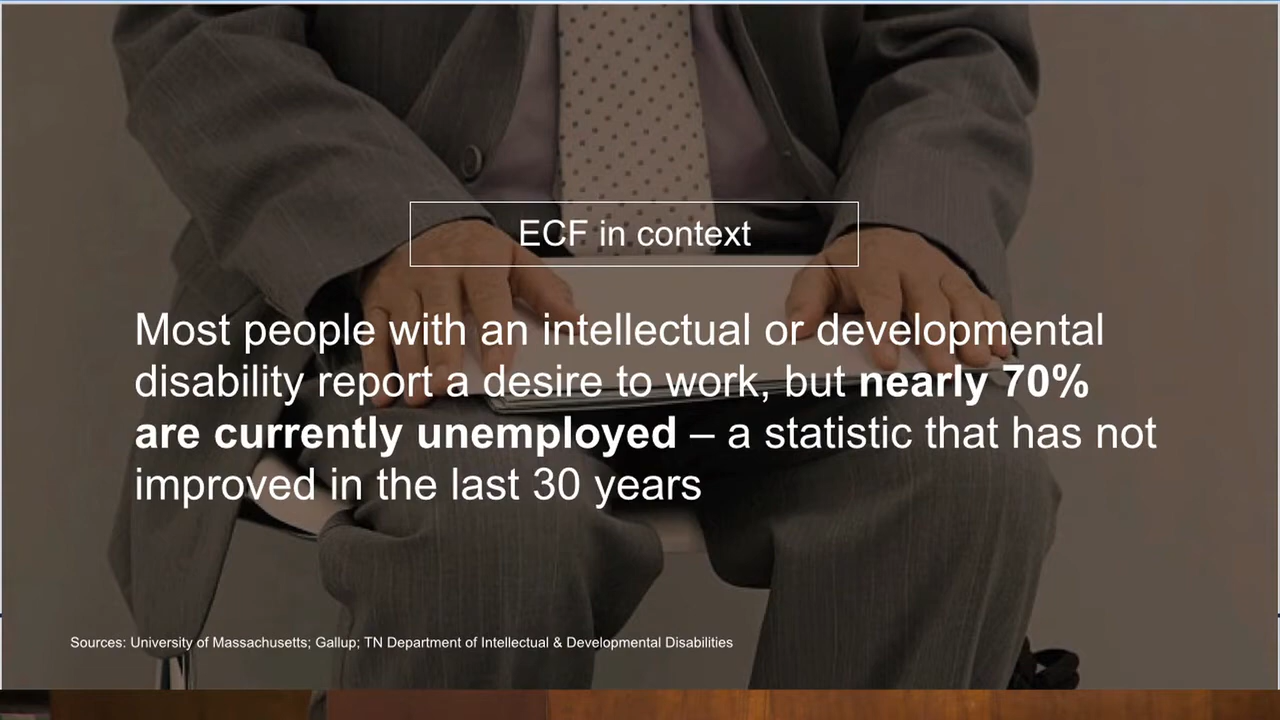 ECF in context
Most people with an intellectual or developmental
disability report a desire to work, but nearly 70%
are currently unemployed – a statistic that has not
improved in the last 30 years
Sources: University of Massachusetts; Gallup; TN Department of Intellectual & Developmental Disabilities